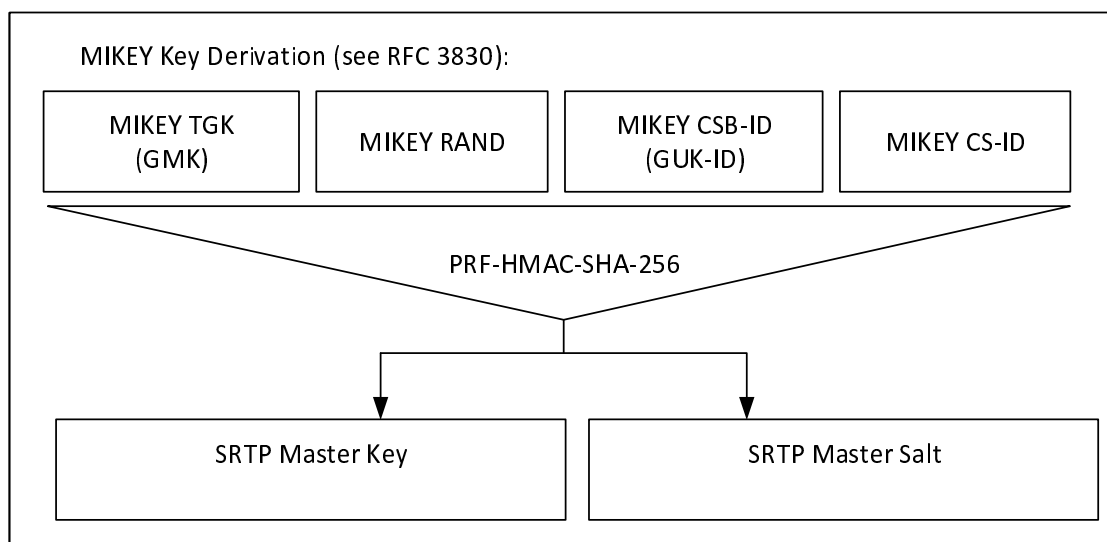 MIKEY Key Derivation (see RFC 3830):
MIKEY TGK
(GMK)
MIKEY RAND
MIKEY CSB-ID
(GUK-ID)
MIKEY CS-ID
PRF-HMAC-SHA-256
SRTP Master Key
SRTP Master Salt